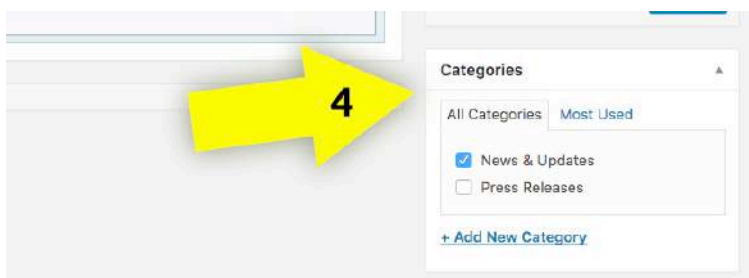 4
Categories
All Categories Most Used
News & Updates
Press Releases
+ Add New Category